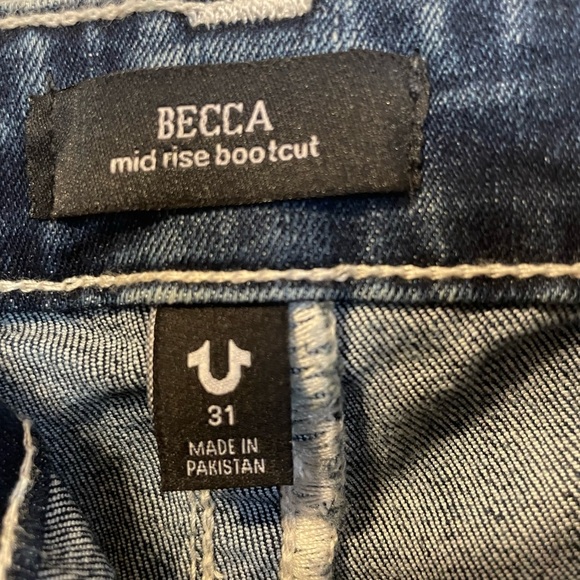 BECCA
mid rise bootcut
31
MADE IN
PAKISTAN